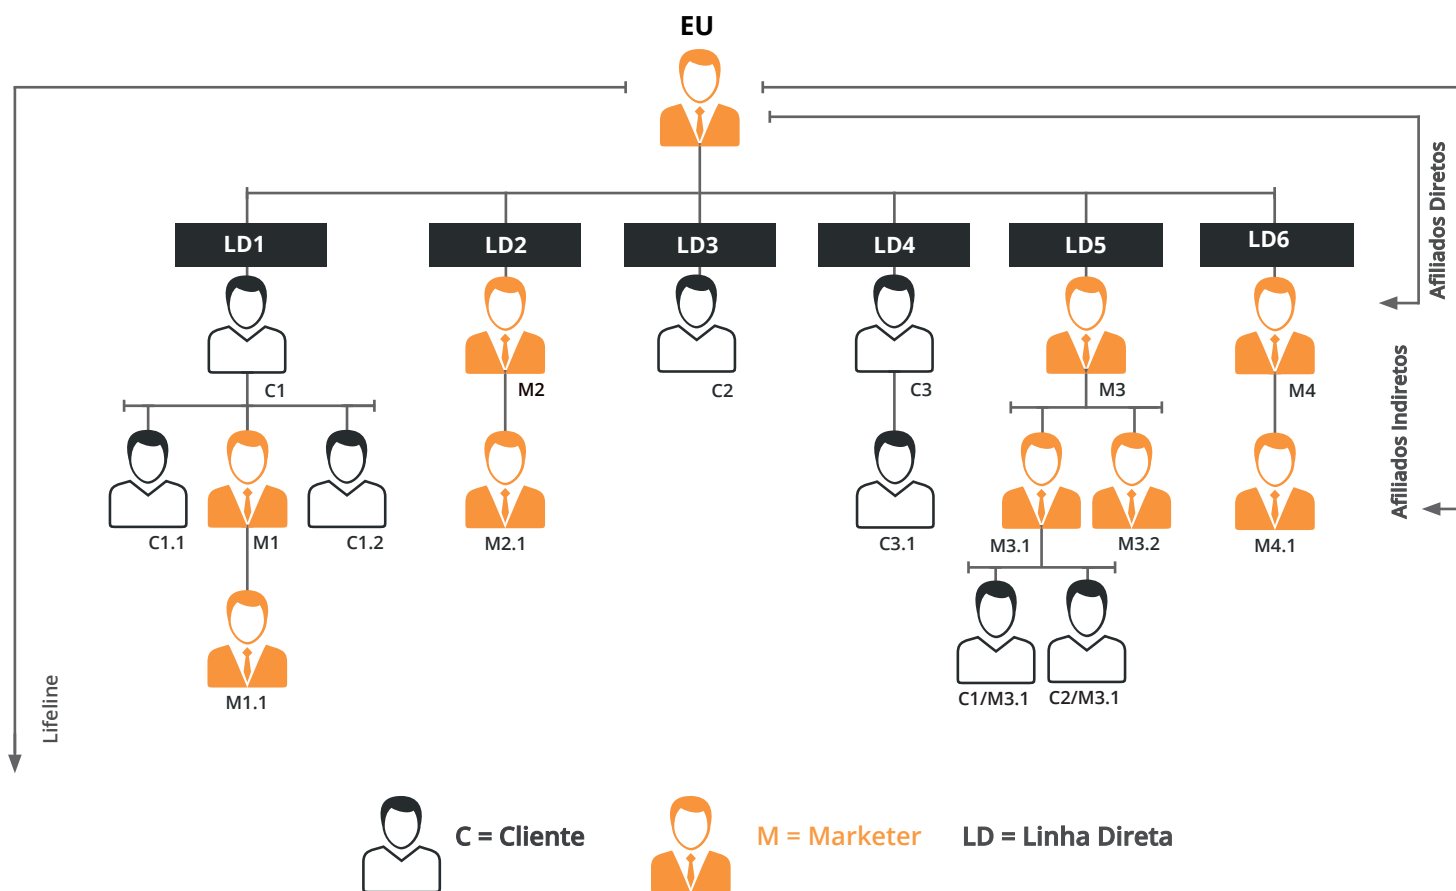 EU
Afiliados Diretos
LD1
LD2
LD3
LD4
LD5
LD6
C1
M2
C2
C3
M3
M4
Afiliados Indiretos
C1.1
M1
C1.2
M2.1
C3.1
M3.1
M3.2
M4.1
M1.1
C1/M3.1
C2/M3.1
Lifeline
C = Cliente
M = Marketer
LD = Linha Direta